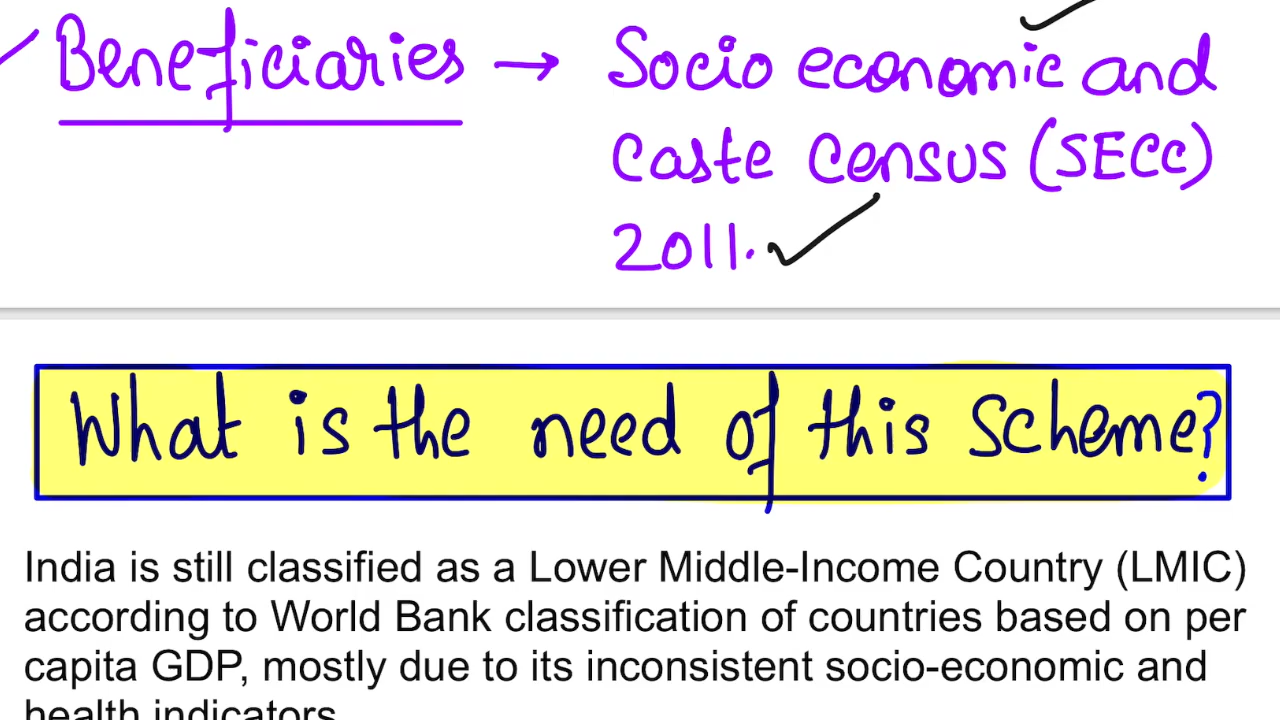 Beneficiaries → Socio economic and
Caste Census (SECC)
2011.
What is the need of this Scheme?
India is still classified as a Lower Middle-Income Country (LMIC)
according to World Bank classification of countries based on per
capita GDP, mostly due to its inconsistent socio-economic and
health indicators